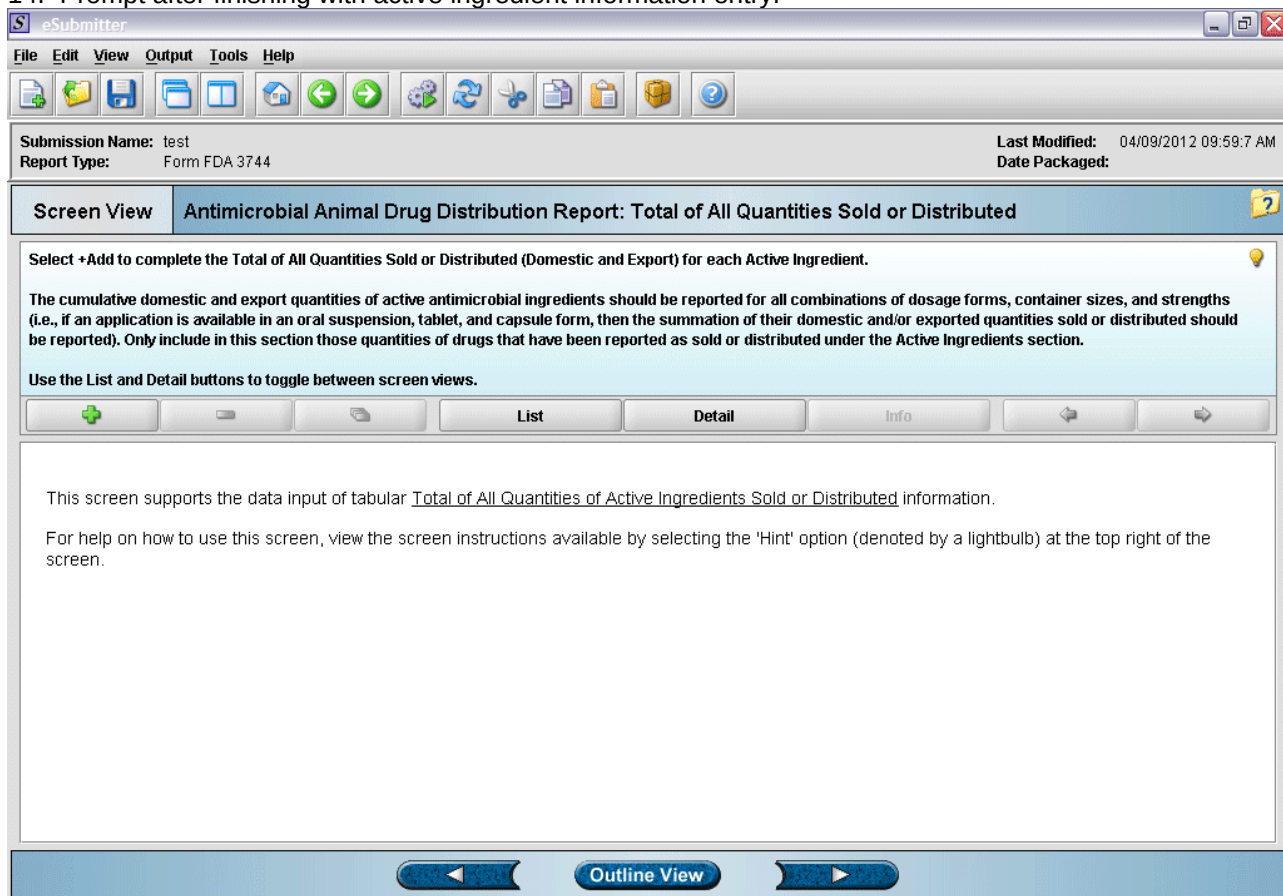 14. Prompt after finishing with active ingredient information entry.
S eSubmitter
File Edit View Output Tools Help
Submission Name: test
Last Modified: 04/09/2012 09:59:7 AM
Report Type: Form FDA 3744
Date Packaged:
Screen View Antimicrobial Animal Drug Distribution Report: Total of All Quantities Sold or Distributed
Select +Add to complete the Total of All Quantities Sold or Distributed (Domestic and Export) for each Active Ingredient.
The cumulative domestic and export quantities of active antimicrobial ingredients should be reported for all combinations of dosage forms, container sizes, and strengths
(i.e., if an application is available in an oral suspension, tablet, and capsule form, then the summation of their domestic and/or exported quantities sold or distributed should
be reported). Only include in this section those quantities of drugs that have been reported as sold or distributed under the Active Ingredients section.
Use the List and Detail buttons to toggle between screen views.
List Detail Info
This screen supports the data input of tabular Total of All Quantities of Active Ingredients Sold or Distributed information.
For help on how to use this screen, view the screen instructions available by selecting the 'Hint' option (denoted by a lightbulb) at the top right of the
screen.
Outline View